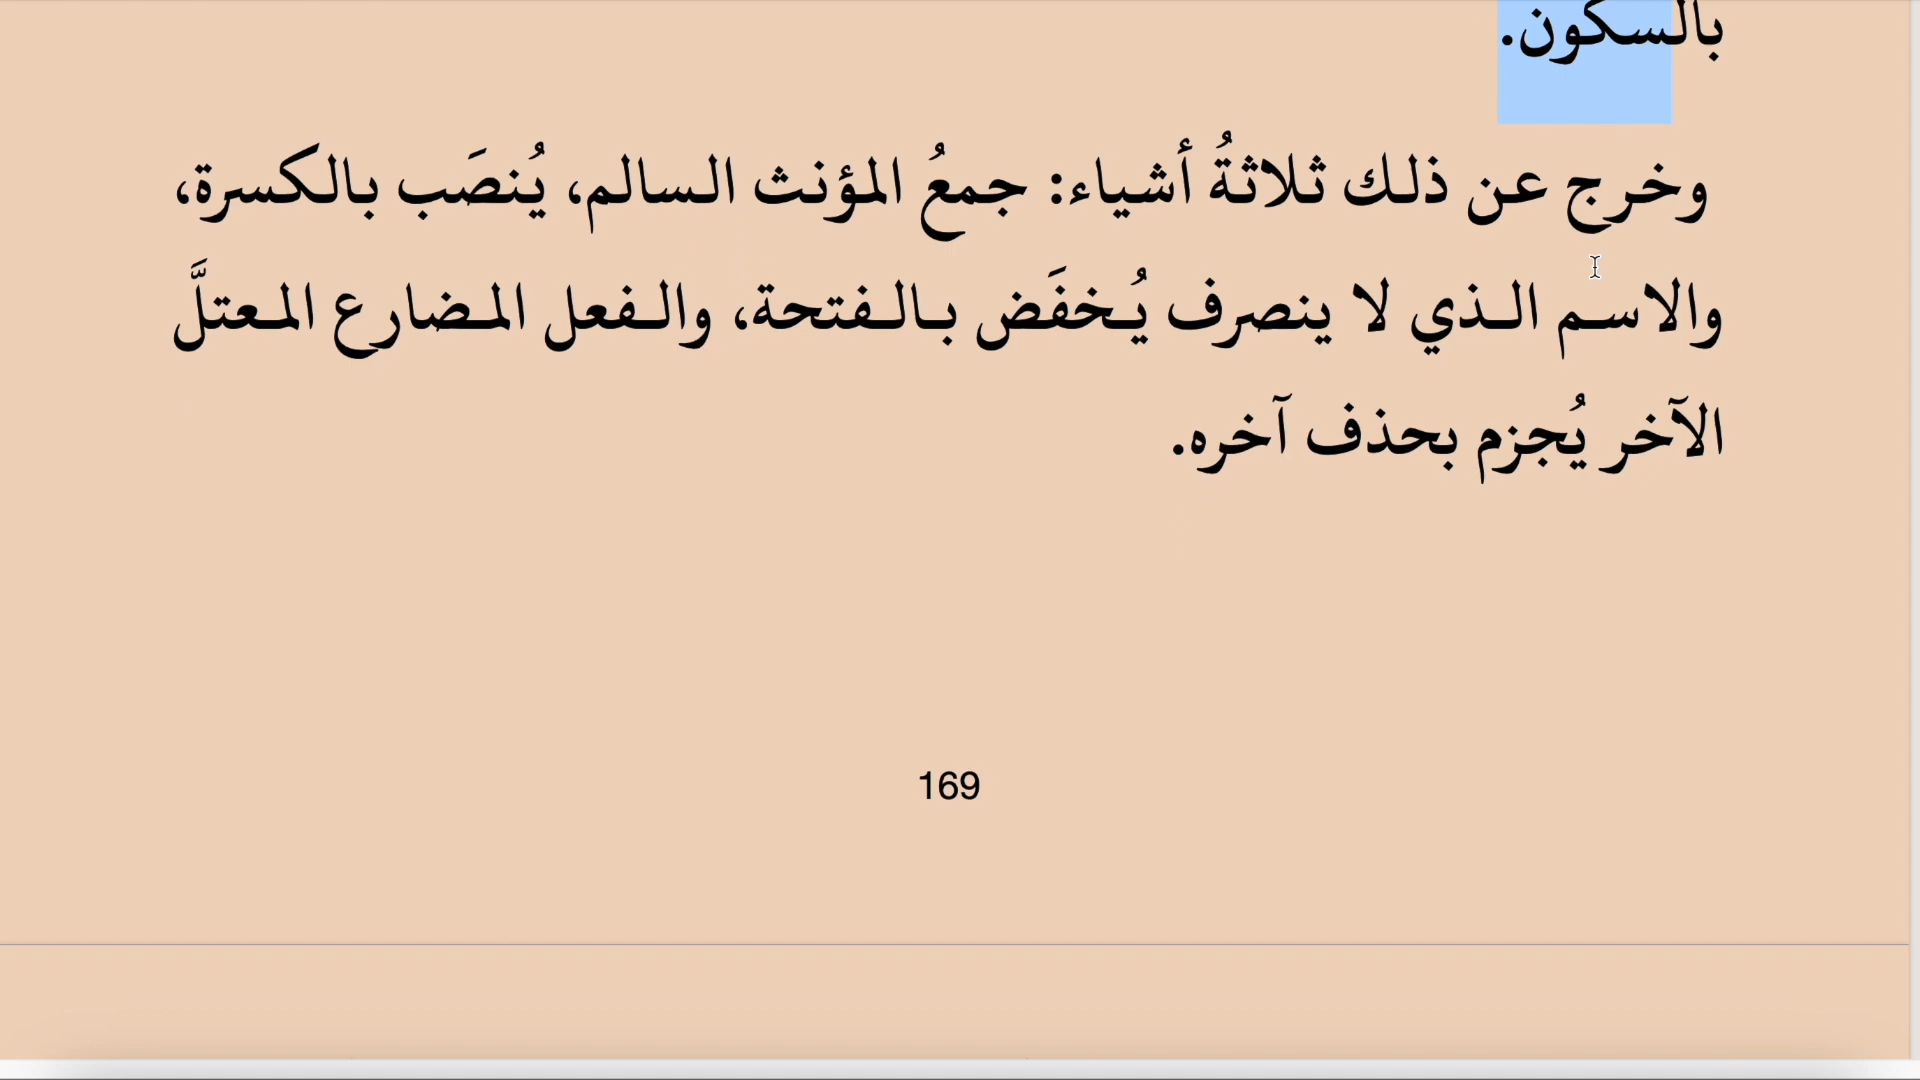 بالسكون.
وخرج عن ذلك ثلاثةُ أشياء: جمعُ المؤنث السالم، يُنصَب بالكسرة،
والاسم الذي لا ينصرف يُخفَض بالفتحة، والفعل المضارع المعتلَّ
الآخر يُجزم بحذف آخره.
169